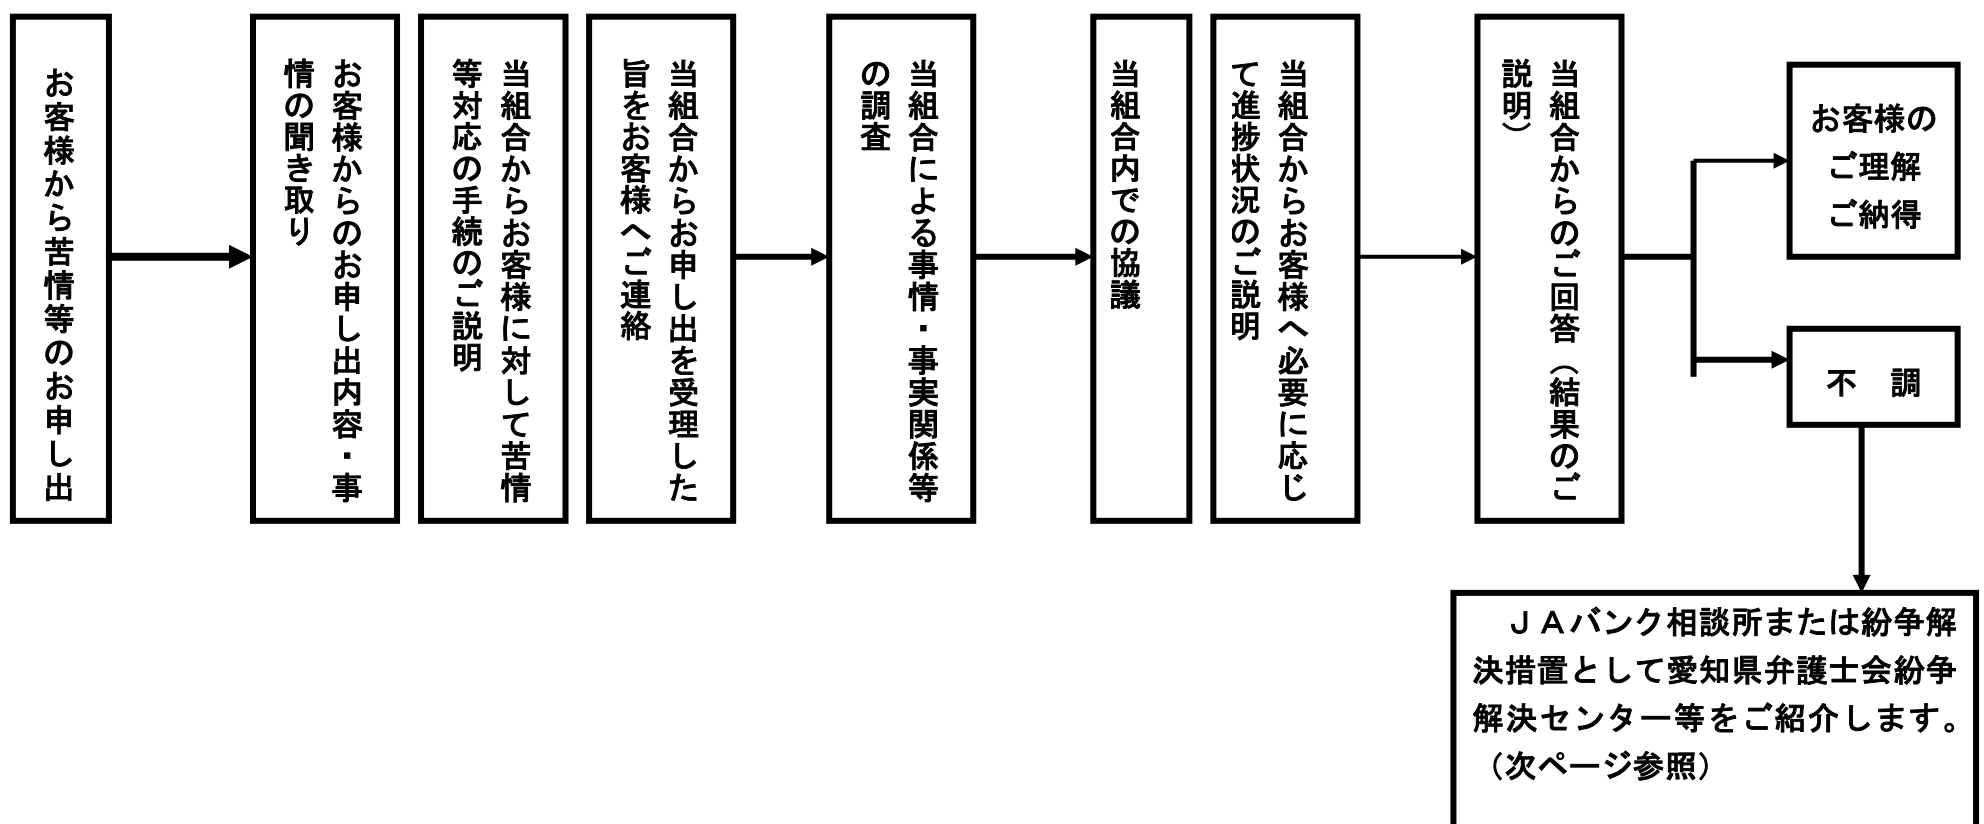 お客様から苦情等のお申し出
お客様からのお申し出内容・事
情の聞き取り
当組合からお客様に対して苦情
等対応の手続のご説明
当組合からお申し出を受理した
旨をお客様へご連絡
当組合による事情・事実関係等
の調査
当組合内での協議
当組合からお客様へ必要に応じ
て進捗状況のご説明
当組合からのご回答（結果のご
説明）
お客様の
ご理解
ご納得
不　調
ＪＡバンク相談所または紛争解
決措置として愛知県弁護士会紛争
解決センター等をご紹介します。
（次ページ参照）